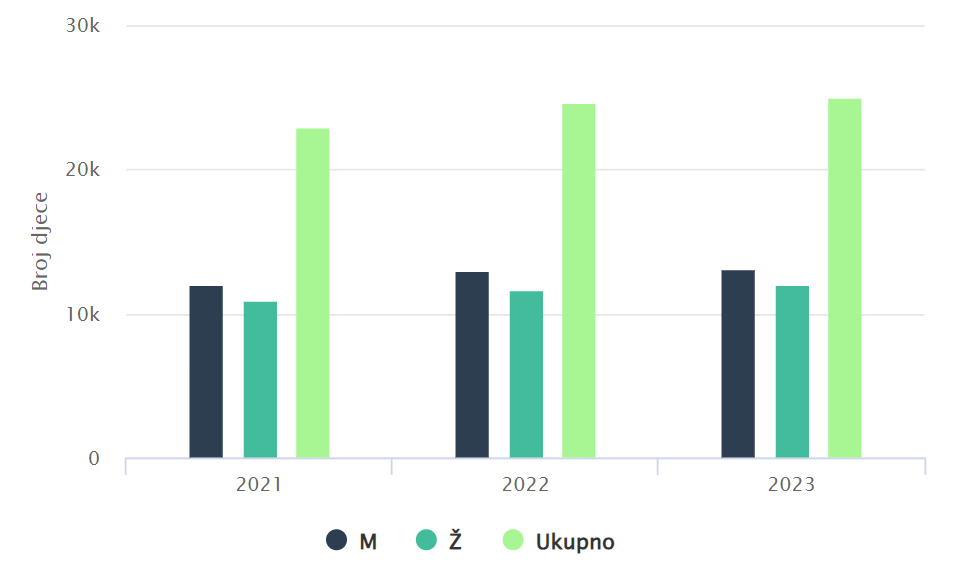 30k
20k
10k
0
Broj djece
2021 2022 2023
M Ž Ukupno